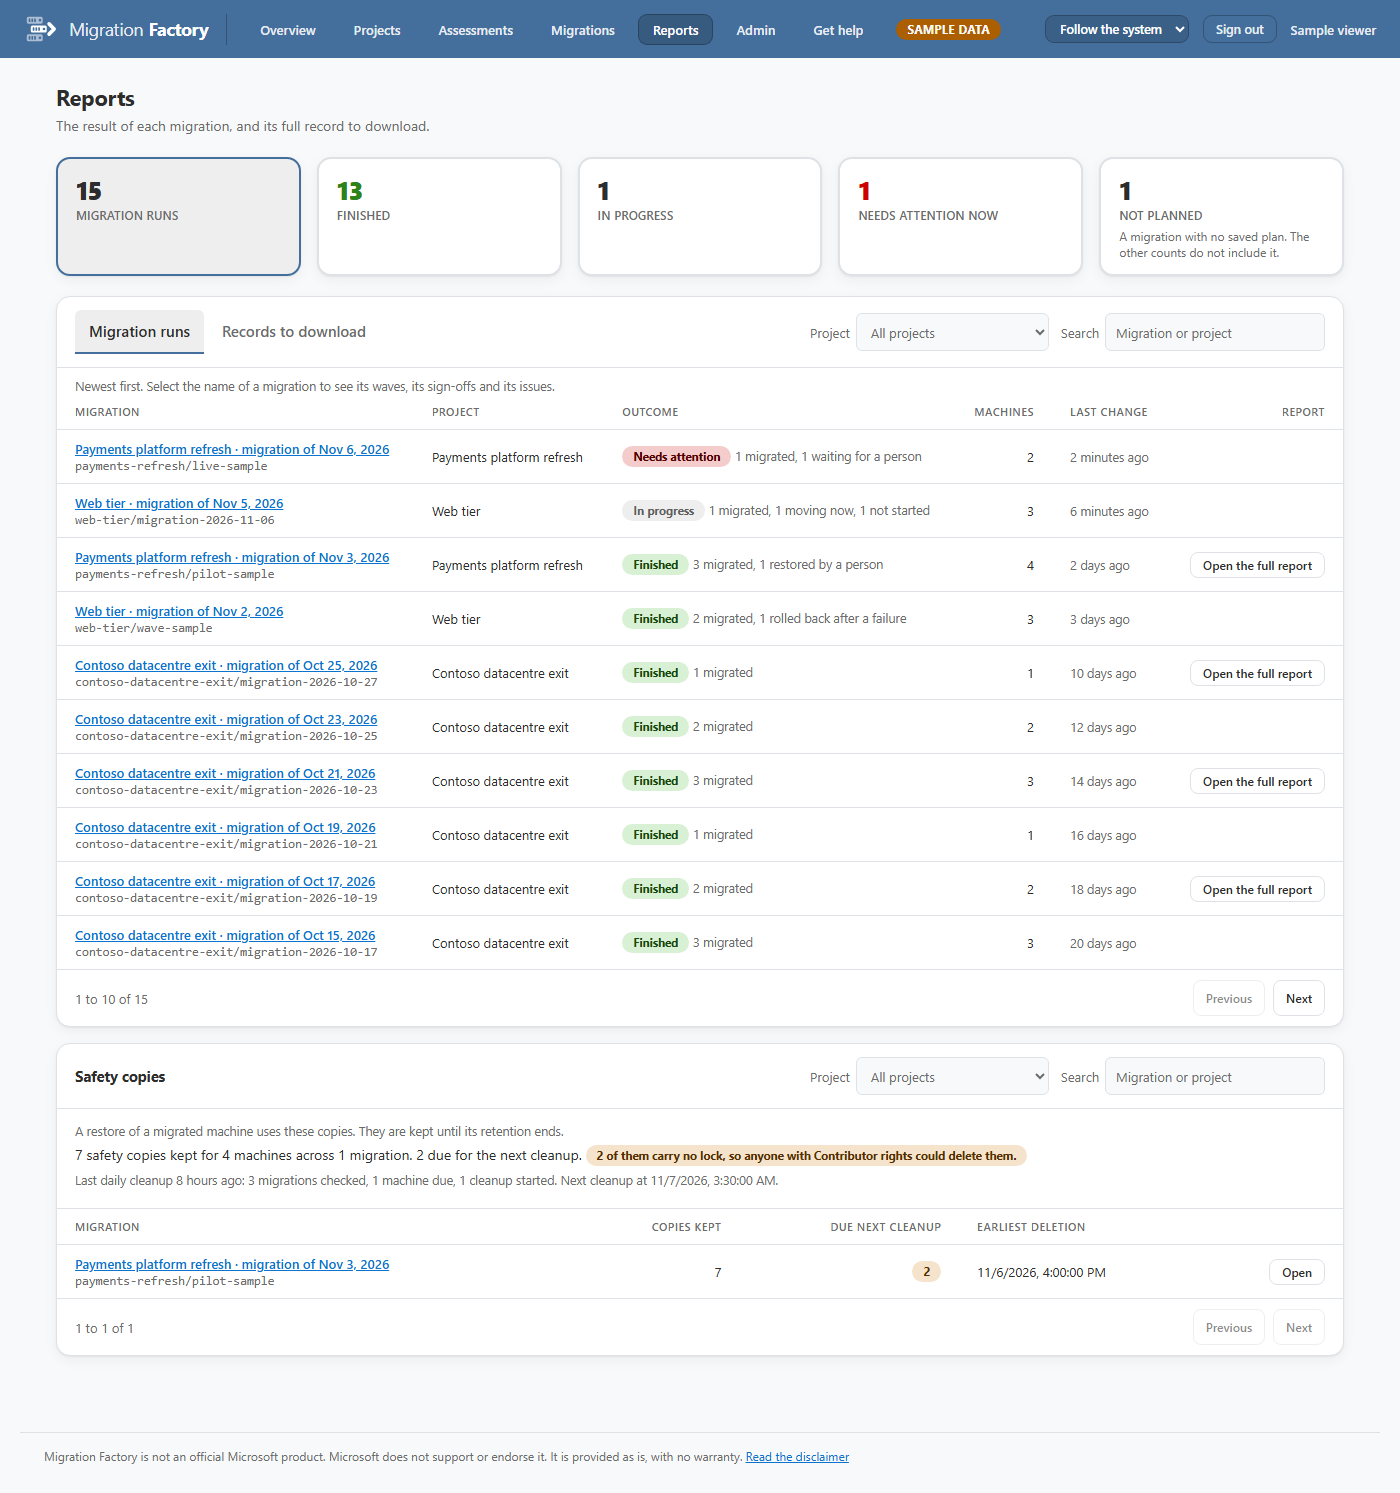 Migration Factory
Overview
Projects
Assessments
Migrations
Reports
Admin
Get help
SAMPLE DATA
Follow the system
Sign out
Sample viewer
Reports
The result of each migration, and its full record to download.
15
MIGRATION RUNS
13
FINISHED
1
IN PROGRESS
1
NEEDS ATTENTION NOW
1
NOT PLANNED
A migration with no saved plan. The
other counts do not include it.
Migration runs
Records to download
Project
All projects
Search
Migration or project
Newest first. Select the name of a migration to see its waves, its sign-offs and its issues.
MIGRATION PROJECT OUTCOME MACHINES LAST CHANGE REPORT
Payments platform refresh · migration of Nov 6, 2026
payments-refresh/live-sample
Payments platform refresh
Needs attention 1 migrated, 1 waiting for a person
2
2 minutes ago
Web tier · migration of Nov 5, 2026
web-tier/migration-2026-11-06
Web tier
In progress 1 migrated, 1 moving now, 1 not started
3
6 minutes ago
Payments platform refresh · migration of Nov 3, 2026
payments-refresh/pilot-sample
Payments platform refresh
Finished 3 migrated, 1 restored by a person
4
2 days ago
Open the full report
Web tier · migration of Nov 2, 2026
web-tier/wave-sample
Web tier
Finished 2 migrated, 1 rolled back after a failure
3
3 days ago
Contoso datacentre exit · migration of Oct 25, 2026
contoso-datacentre-exit/migration-2026-10-27
Contoso datacentre exit
Finished 1 migrated
1
10 days ago
Open the full report
Contoso datacentre exit · migration of Oct 23, 2026
contoso-datacentre-exit/migration-2026-10-25
Contoso datacentre exit
Finished 2 migrated
2
12 days ago
Contoso datacentre exit · migration of Oct 21, 2026
contoso-datacentre-exit/migration-2026-10-23
Contoso datacentre exit
Finished 3 migrated
3
14 days ago
Open the full report
Contoso datacentre exit · migration of Oct 19, 2026
contoso-datacentre-exit/migration-2026-10-21
Contoso datacentre exit
Finished 1 migrated
1
16 days ago
Contoso datacentre exit · migration of Oct 17, 2026
contoso-datacentre-exit/migration-2026-10-19
Contoso datacentre exit
Finished 2 migrated
2
18 days ago
Open the full report
Contoso datacentre exit · migration of Oct 15, 2026
contoso-datacentre-exit/migration-2026-10-17
Contoso datacentre exit
Finished 3 migrated
3
20 days ago
1 to 10 of 15
Previous
Next
Safety copies
Project
All projects
Search
Migration or project
A restore of a migrated machine uses these copies. They are kept until its retention ends.
7 safety copies kept for 4 machines across 1 migration. 2 due for the next cleanup. 2 of them carry no lock, so anyone with Contributor rights could delete them.
Last daily cleanup 8 hours ago: 3 migrations checked, 1 machine due, 1 cleanup started. Next cleanup at 11/7/2026, 3:30:00 AM.
MIGRATION COPIES KEPT DUE NEXT CLEANUP EARLIEST DELETION
Payments platform refresh · migration of Nov 3, 2026
payments-refresh/pilot-sample
7
2
11/6/2026, 4:00:00 PM
Open
1 to 1 of 1
Previous
Next
Migration Factory is not an official Microsoft product. Microsoft does not support or endorse it. It is provided as is, with no warranty. Read the disclaimer